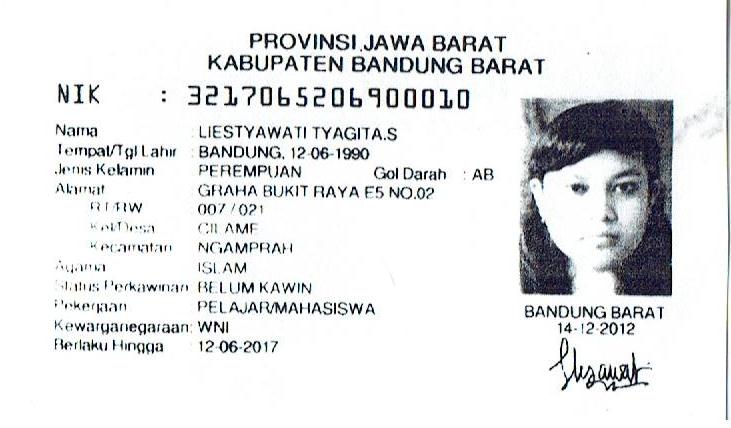 PROVINSI JAWA BARAT
KABUPATEN BANDUNG BARAT
NIK : 3217065206900010
Nama : LIESTYAWATI TYAGITA.S
Tempat/Tgl Lahir : BANDUNG, 12-06-1990
Jenis Kelamin PEREMPUAN Gol Darah : AB
Alamat GRAHA BUKIT RAYA E5 NO.02
RT/RW 007 / 021
Kel/Desa CILAME
Kecamatan NGAMPRAH
Agama ISLAM
Status Perkawinan: BELUM KAWIN
Pekerjaan PELAJAR/MAHASISWA
Kewarganegaraan: WNI
Berlaku Hingga : 12-06-2017
BANDUNG BARAT
14-12-2012